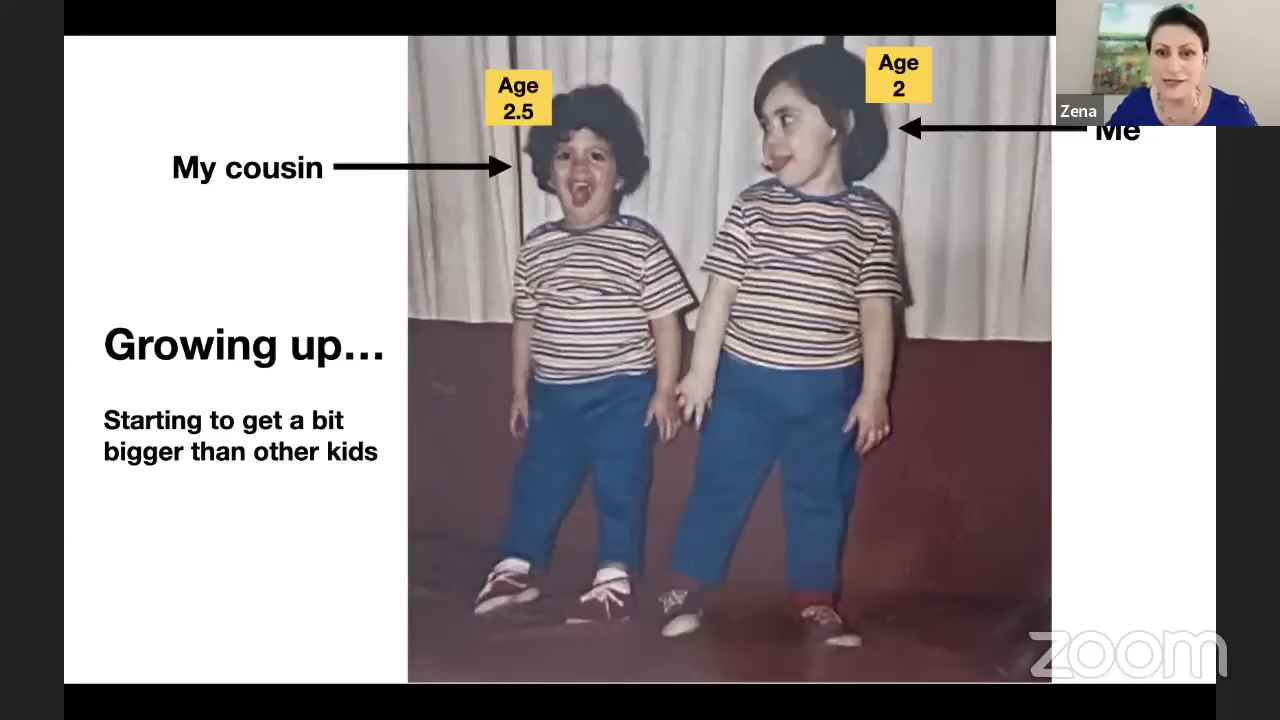 Age
2.5
Age
2
Zena
My cousin
Me
Growing up…
Starting to get a bit
bigger than other kids
zoom